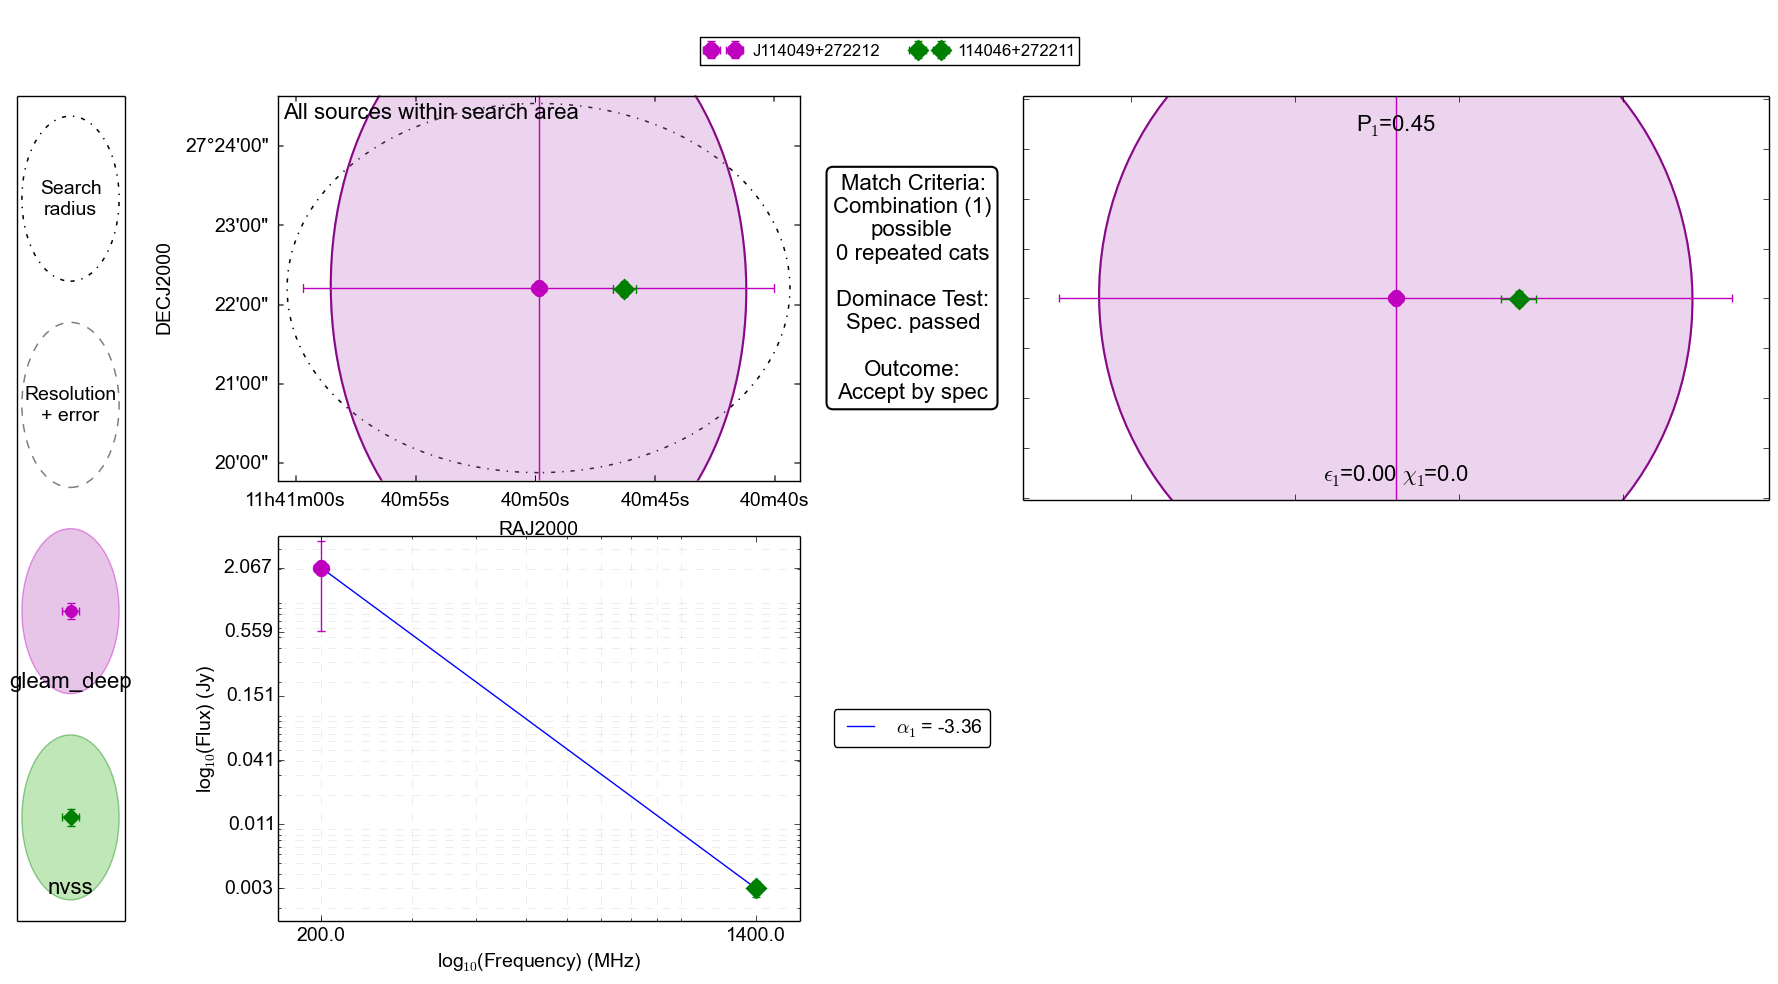 J114049+272212
114046+272211
Search
radius
Resolution
+ error
gleam_deep
nvss
All sources within search area
DECJ2000
27°24'00"
23'00"
22'00"
21'00"
20'00"
11h41m00s
40m55s
40m50s
40m45s
40m40s
RAJ2000
Match Criteria:
Combination (1)
possible
0 repeated cats
Dominace Test:
Spec. passed
Outcome:
Accept by spec
P₁=0.45
ϵ₁=0.00 χ₁=0.0
log₁₀(Flux) (Jy)
2.067
0.559
0.151
0.041
0.011
0.003
200.0
1400.0
log₁₀(Frequency) (MHz)
α₁ = -3.36